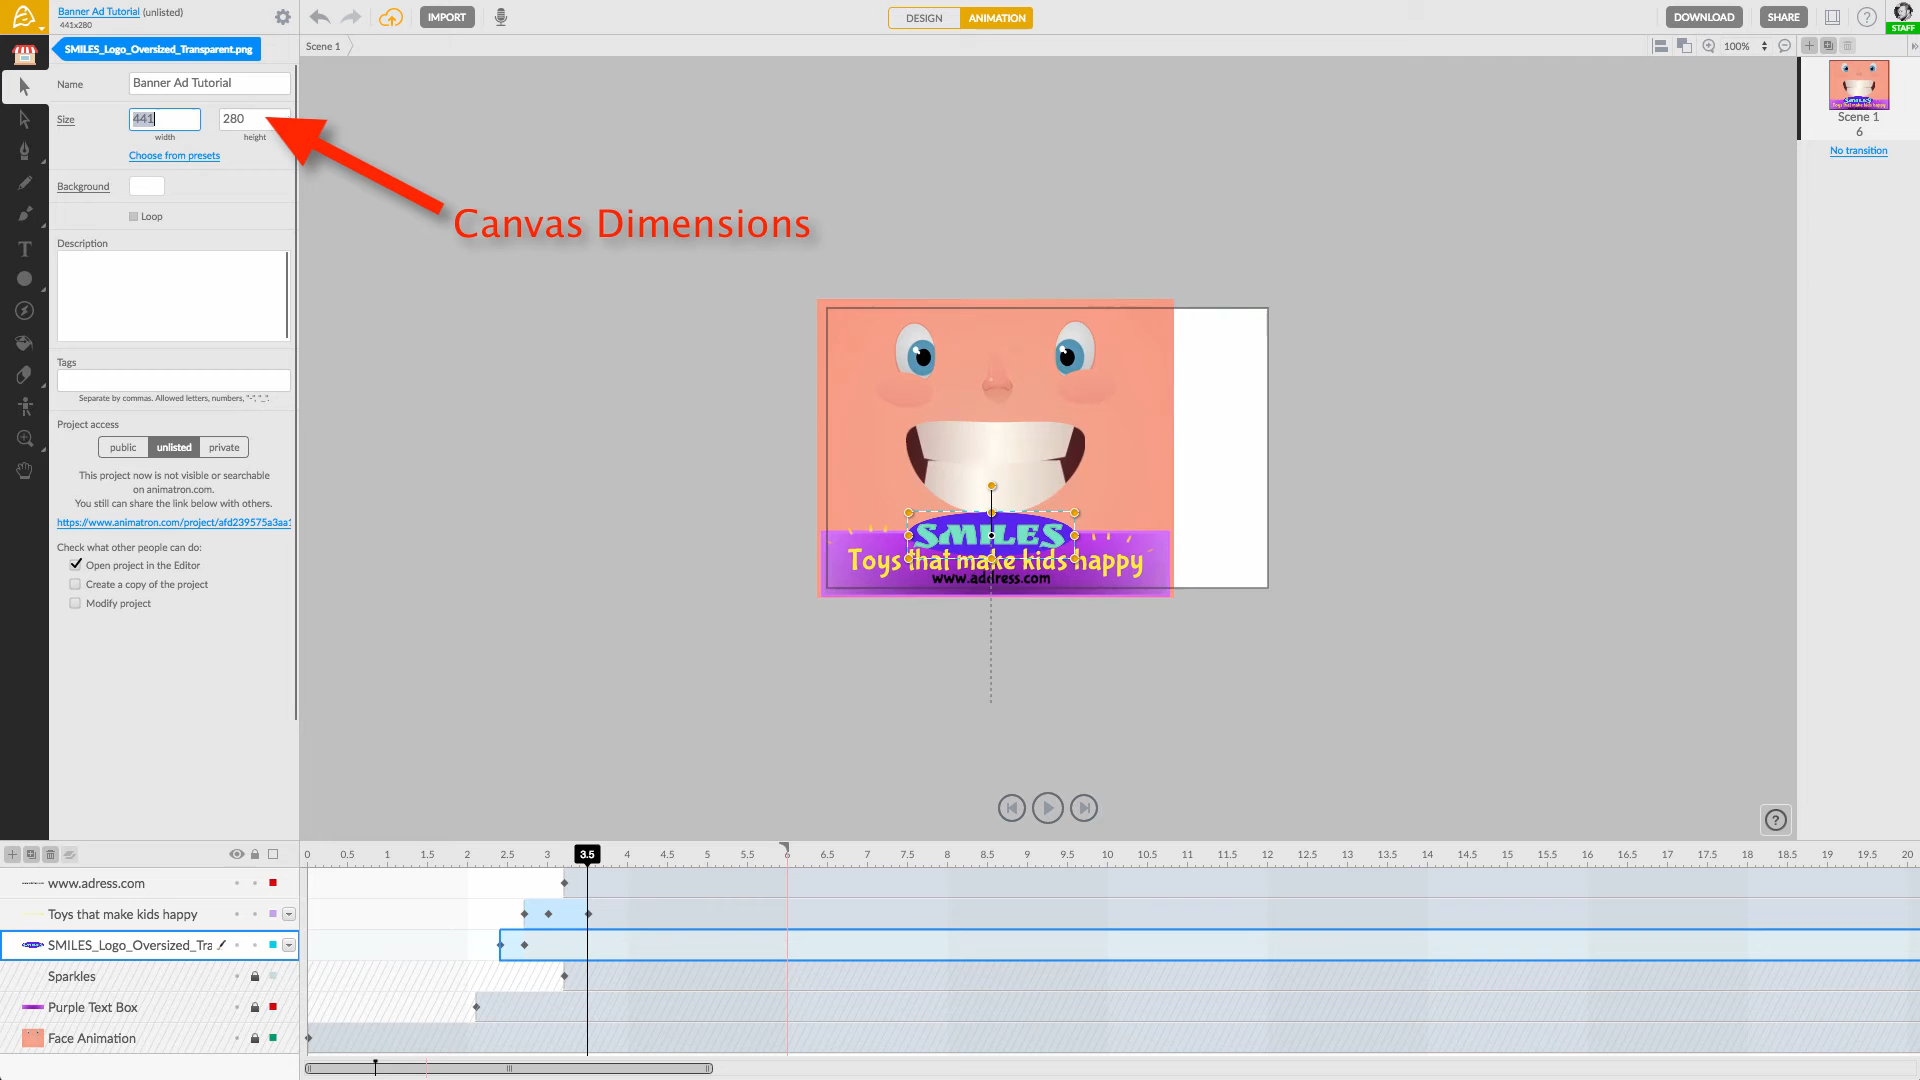 Banner Ad Tutorial (unlisted)
441x280
IMPORT
DESIGN
ANIMATION
DOWNLOAD
SHARE
?
STAFF
SMILES_Logo_Oversized_Transparent.png
Scene 1
100%
Name
Banner Ad Tutorial
Size
441
280
width
height
Choose from presets
Background
Loop
Description
Tags
Separate by commas. Allowed letters, numbers, "-", "_".
Project access
public
unlisted
private
This project now is not visible or searchable
on animatron.com.
You still can share the link below with others.
https://www.animatron.com/project/afd239575a3aa1
Check what other people can do:
Open project in the Editor
Create a copy of the project
Modify project
Canvas Dimensions
SMILES
Toys that make kids happy
www.address.com
SMILES
Toys that make kids happy
Scene 1
6
No transition
?
0 0.5 1 1.5 2 2.5 3 3.5 4 4.5 5 5.5 6 6.5 7 7.5 8 8.5 9 9.5 10 10.5 11 11.5 12 12.5 13 13.5 14 14.5 15 15.5 16 16.5 17 17.5 18 18.5 19 19.5 20
www.adress.com
Toys that make kids happy
SMILES_Logo_Oversized_Tra
Sparkles
Purple Text Box
Face Animation